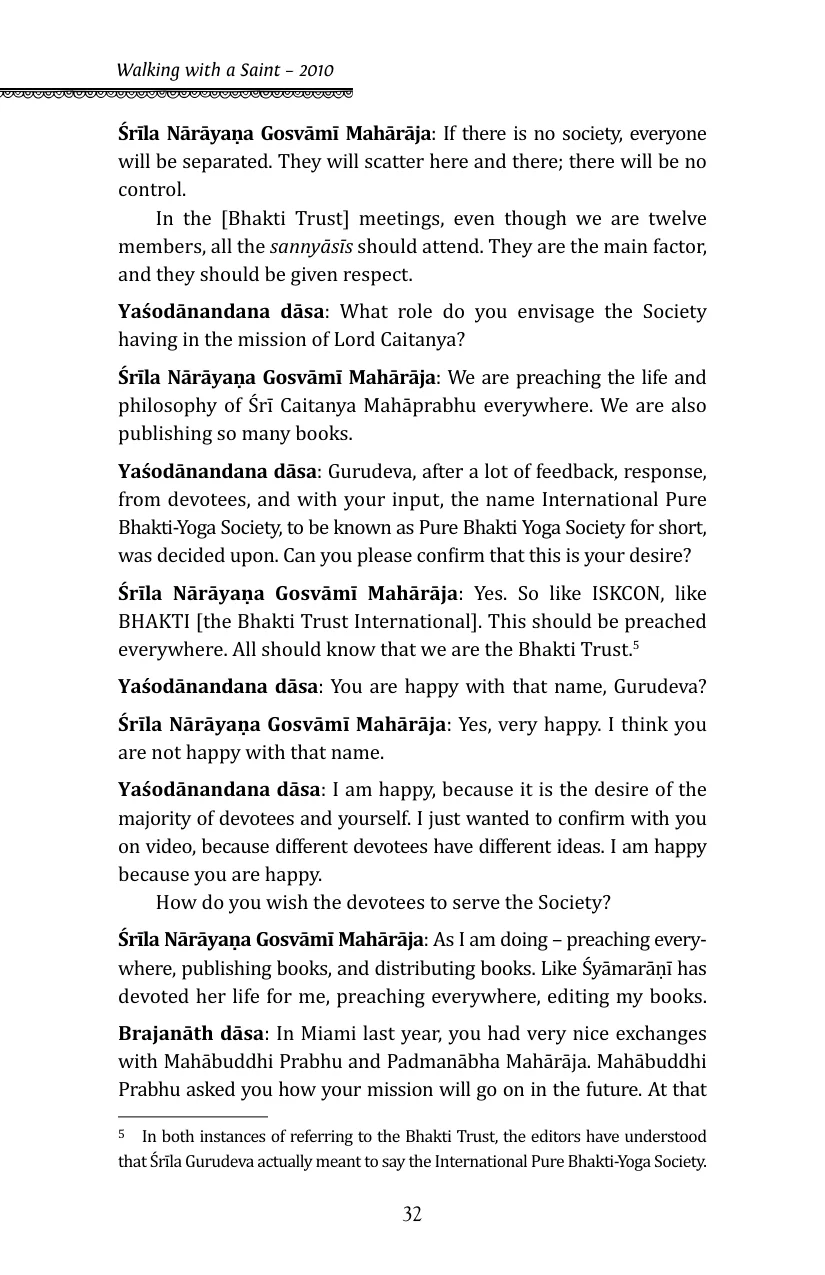 Walking with a Saint – 2010
Śrīla Nārāyaṇa Gosvāmī Mahārāja: If there is no society, everyone
will be separated. They will scatter here and there; there will be no
control.
In the [Bhakti Trust] meetings, even though we are twelve
members, all the sannyāsīs should attend. They are the main factor,
and they should be given respect.
Yaśodānandana dāsa: What role do you envisage the Society
having in the mission of Lord Caitanya?
Śrīla Nārāyaṇa Gosvāmī Mahārāja: We are preaching the life and
philosophy of Śrī Caitanya Mahāprabhu everywhere. We are also
publishing so many books.
Yaśodānandana dāsa: Gurudeva, after a lot of feedback, response,
from devotees, and with your input, the name International Pure
Bhakti-Yoga Society, to be known as Pure Bhakti Yoga Society for short,
was decided upon. Can you please confirm that this is your desire?
Śrīla Nārāyaṇa Gosvāmī Mahārāja: Yes. So like ISKCON, like
BHAKTI [the Bhakti Trust International]. This should be preached
everywhere. All should know that we are the Bhakti Trust.5
Yaśodānandana dāsa: You are happy with that name, Gurudeva?
Śrīla Nārāyaṇa Gosvāmī Mahārāja: Yes, very happy. I think you
are not happy with that name.
Yaśodānandana dāsa: I am happy, because it is the desire of the
majority of devotees and yourself. I just wanted to confirm with you
on video, because different devotees have different ideas. I am happy
because you are happy.
How do you wish the devotees to serve the Society?
Śrīla Nārāyaṇa Gosvāmī Mahārāja: As I am doing – preaching every-
where, publishing books, and distributing books. Like Śyāmarāṇī has
devoted her life for me, preaching everywhere, editing my books.
Brajanāth dāsa: In Miami last year, you had very nice exchanges
with Mahābuddhi Prabhu and Padmanābha Mahārāja. Mahābuddhi
Prabhu asked you how your mission will go on in the future. At that
5 In both instances of referring to the Bhakti Trust, the editors have understood
that Śrīla Gurudeva actually meant to say the International Pure Bhakti-Yoga Society.
32